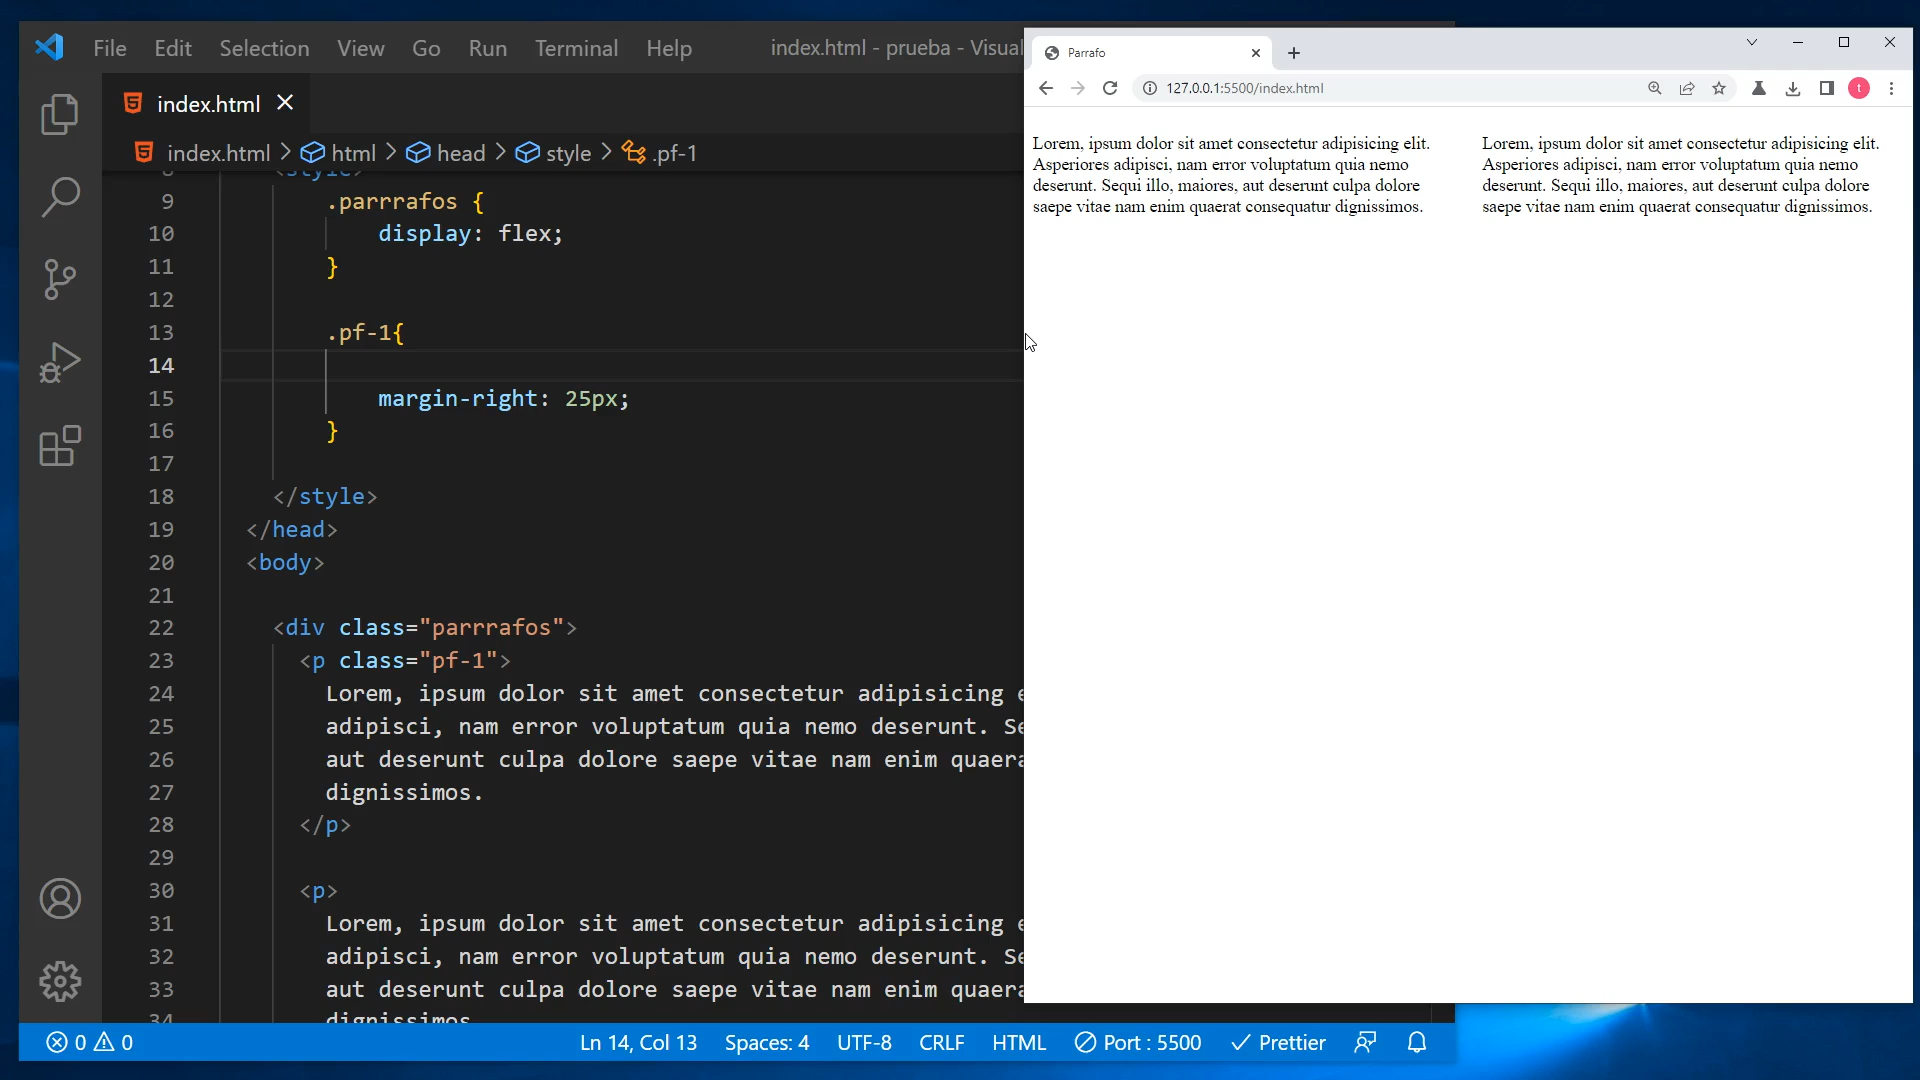 File Edit Selection View Go Run Terminal Help index.html - prueba - Visual
index.html
index.html > html > head > style > .pf-1
8 <style>
9 .parrrafos {
10 display: flex;
11 }
12
13 .pf-1{
14
15 margin-right: 25px;
16 }
17
18 </style>
19 </head>
20 <body>
21
22 <div class="parrrafos">
23 <p class="pf-1">
24 Lorem, ipsum dolor sit amet consectetur adipisicing
25 adipisci, nam error voluptatum quia nemo deserunt.
26 aut deserunt culpa dolore saepe vitae nam enim
27 dignissimos.
28 </p>
29
30 <p>
31 Lorem, ipsum dolor sit amet consectetur adipisicing
32 adipisci, nam error voluptatum quia nemo deserunt.
33 aut deserunt culpa dolore saepe vitae nam enim
34 dignissimos.
0 0 Ln 14, Col 13 Spaces: 4 UTF-8 CRLF HTML Port : 5500 Prettier
Parrafo
127.0.0.1:5500/index.html
t
Lorem, ipsum dolor sit amet consectetur adipisicing elit.
Asperiores adipisci, nam error voluptatum quia nemo
deserunt. Sequi illo, maiores, aut deserunt culpa dolore
saepe vitae nam enim quaerat consequatur dignissimos.
Lorem, ipsum dolor sit amet consectetur adipisicing elit.
Asperiores adipisci, nam error voluptatum quia nemo
deserunt. Sequi illo, maiores, aut deserunt culpa dolore
saepe vitae nam enim quaerat consequatur dignissimos.